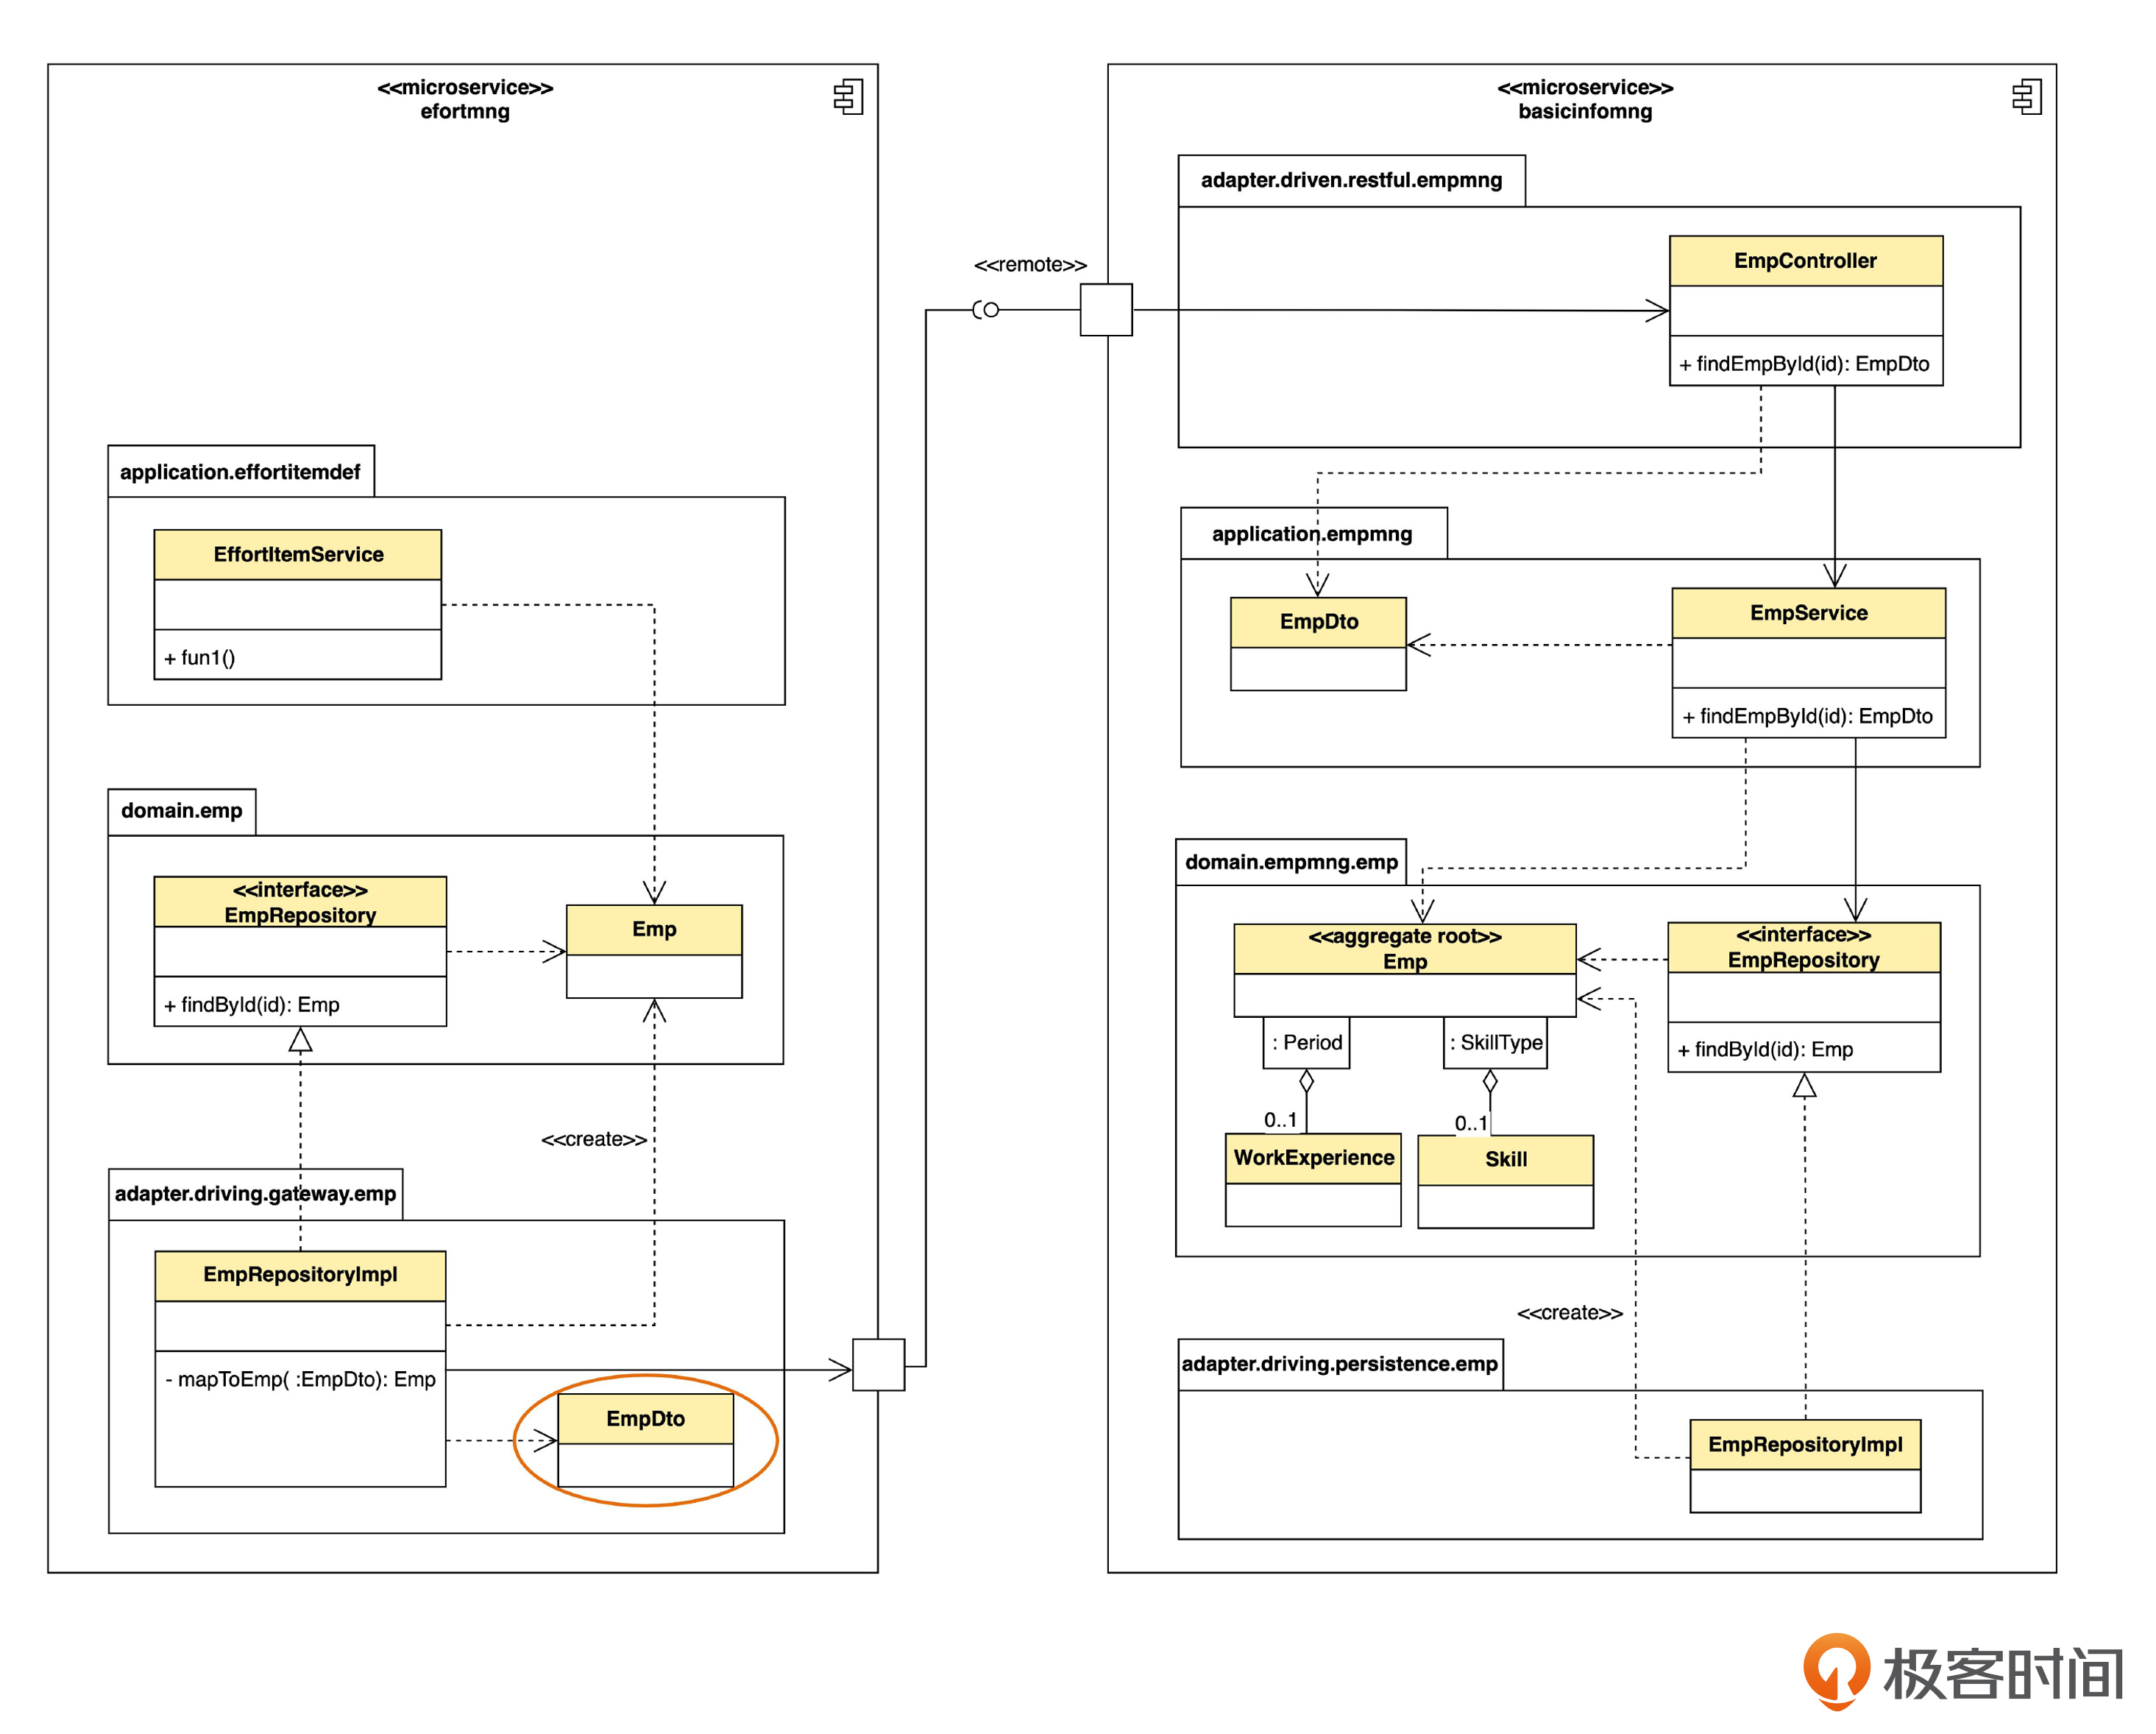 <<microservice>>
efortmng
application.effortitemdef
EffortItemService
+ fun1()
domain.emp
<<interface>>
EmpRepository
+ findById(id): Emp
Emp
<<create>>
adapter.driving.gateway.emp
EmpRepositoryImpl
- mapToEmp( :EmpDto): Emp
EmpDto
<<remote>>
<<microservice>>
basicinfomng
adapter.driven.restful.empmng
EmpController
+ findEmpById(id): EmpDto
application.empmng
EmpDto
EmpService
+ findEmpById(id): EmpDto
domain.empmng.emp
<<aggregate root>>
Emp
<<interface>>
EmpRepository
+ findById(id): Emp
: Period
: SkillType
0..1
0..1
WorkExperience
Skill
<<create>>
adapter.driving.persistence.emp
EmpRepositoryImpl
极客时间